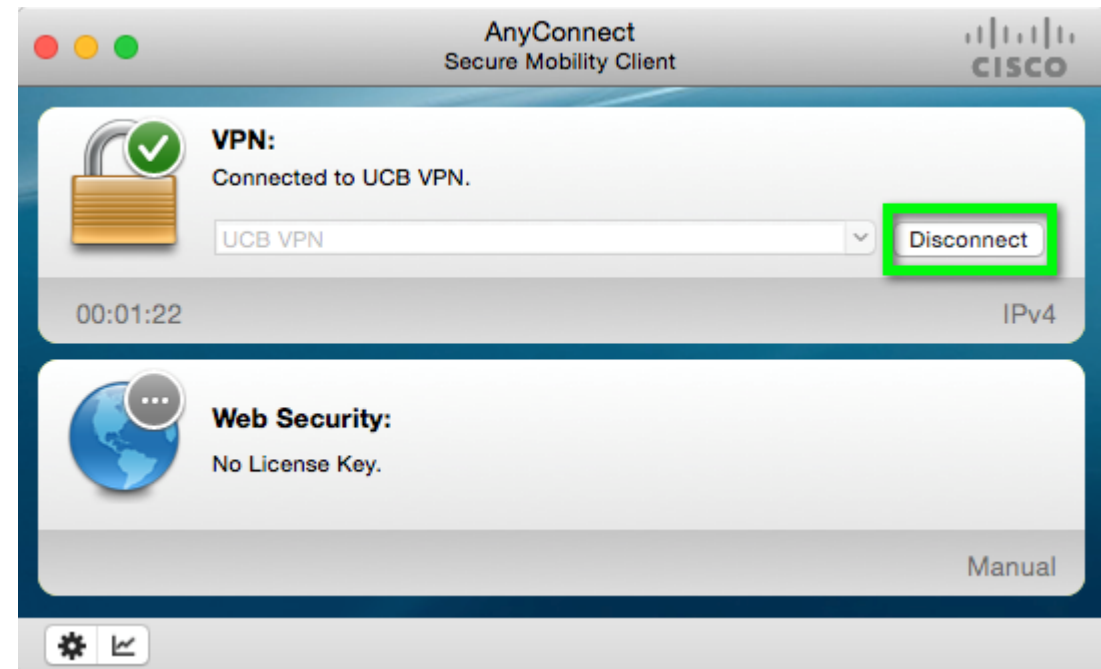 AnyConnect
Secure Mobility Client
CISCO
VPN:
Connected to UCB VPN.
UCB VPN
Disconnect
00:01:22
IPv4
Web Security:
No License Key.
Manual